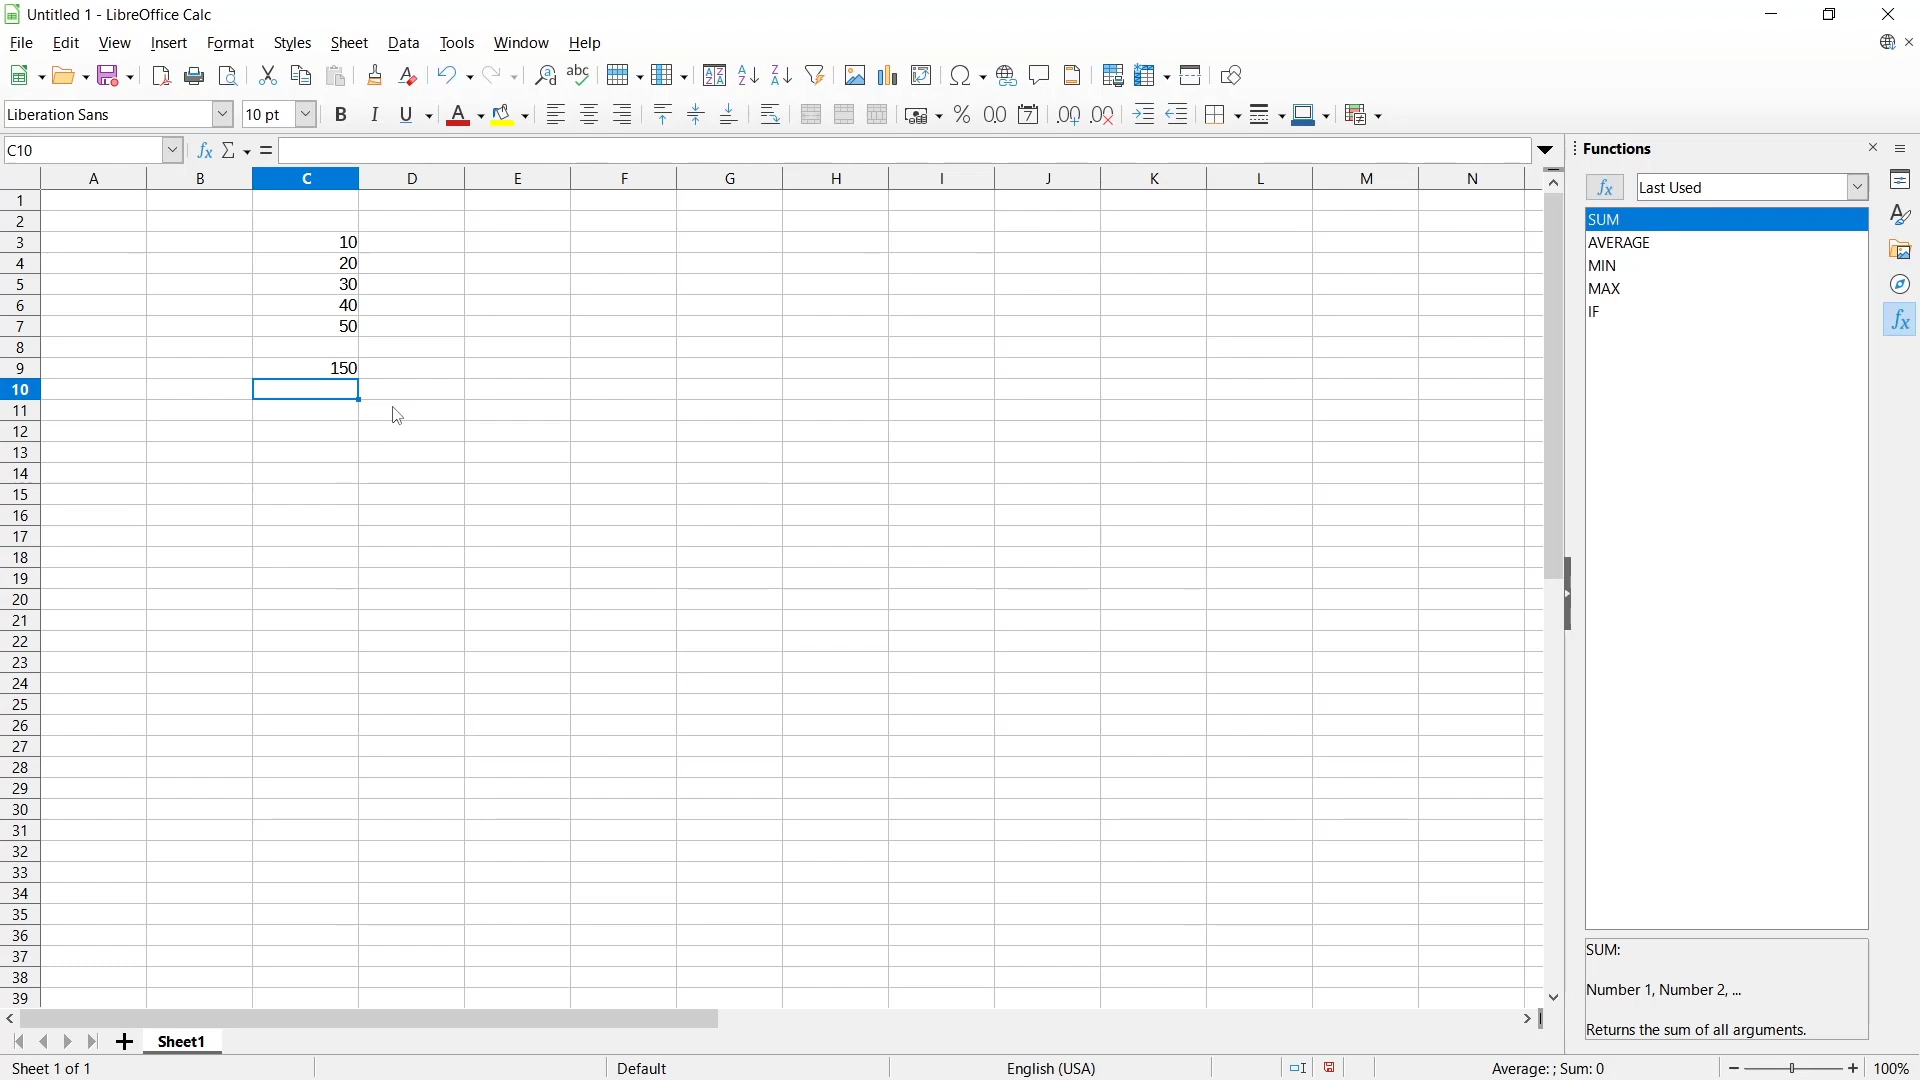 Untitled 1 - LibreOffice Calc
File Edit View Insert Format Styles Sheet Data Tools Window Help
Liberation Sans 10 pt
C10
A B C D E F G H I J K L M N
1
2
3 10
4 20
5 30
6 40
7 50
8
9 150
10
11
12
13
14
15
16
17
18
19
20
21
22
23
24
25
26
27
28
29
30
31
32
33
34
35
36
37
38
39
Sheet1
Sheet 1 of 1 Default English (USA) Average: ; Sum: 0 100%
Functions
Last Used
SUM
AVERAGE
MIN
MAX
IF
SUM:
Number 1, Number 2, ...
Returns the sum of all arguments.